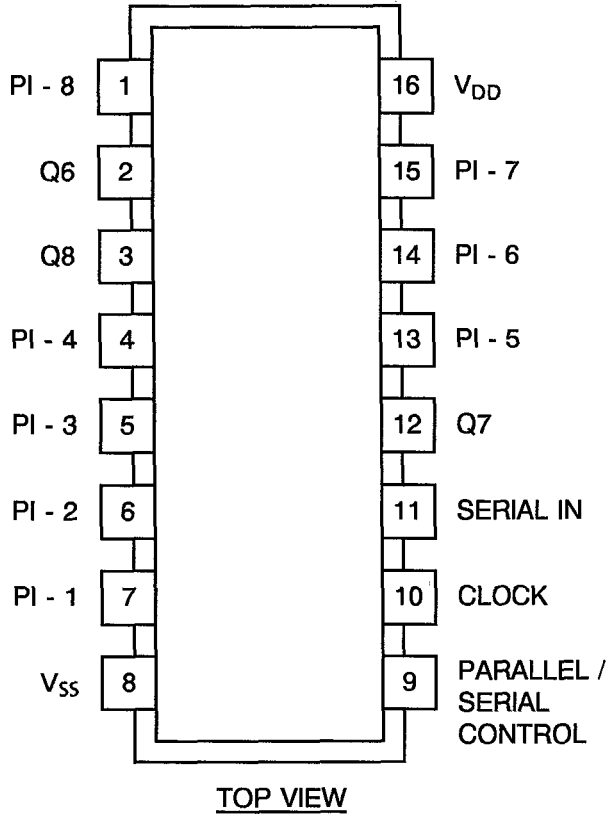 PI - 8 1 16 VDD
Q6 2 15 PI - 7
Q8 3 14 PI - 6
PI - 4 4 13 PI - 5
PI - 3 5 12 Q7
PI - 2 6 11 SERIAL IN
PI - 1 7 10 CLOCK
VSS 8 9 PARALLEL /
SERIAL
CONTROL
TOP VIEW